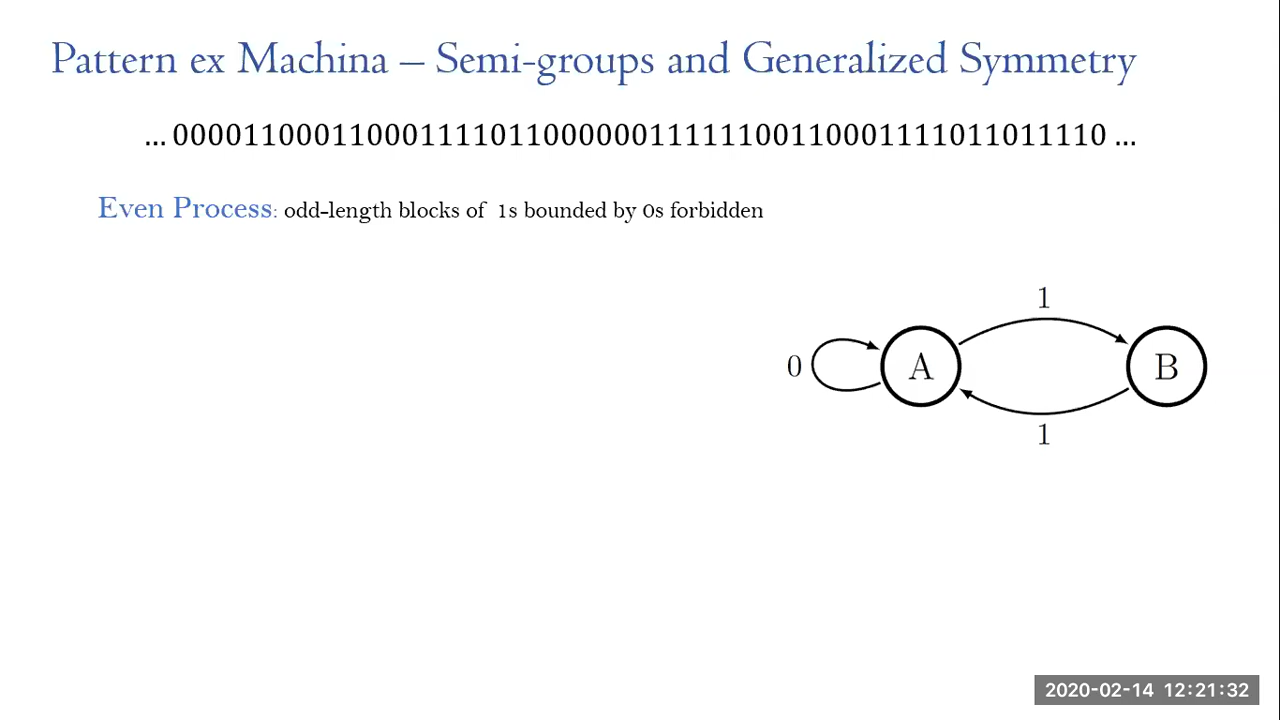 Pattern ex Machina – Semi-groups and Generalized Symmetry
... 00001100011000111101100000011111100110001111011011110 ...
Even Process: odd-length blocks of 1s bounded by 0s forbidden
1
0
A
B
1
2020-02-14 12:21:32